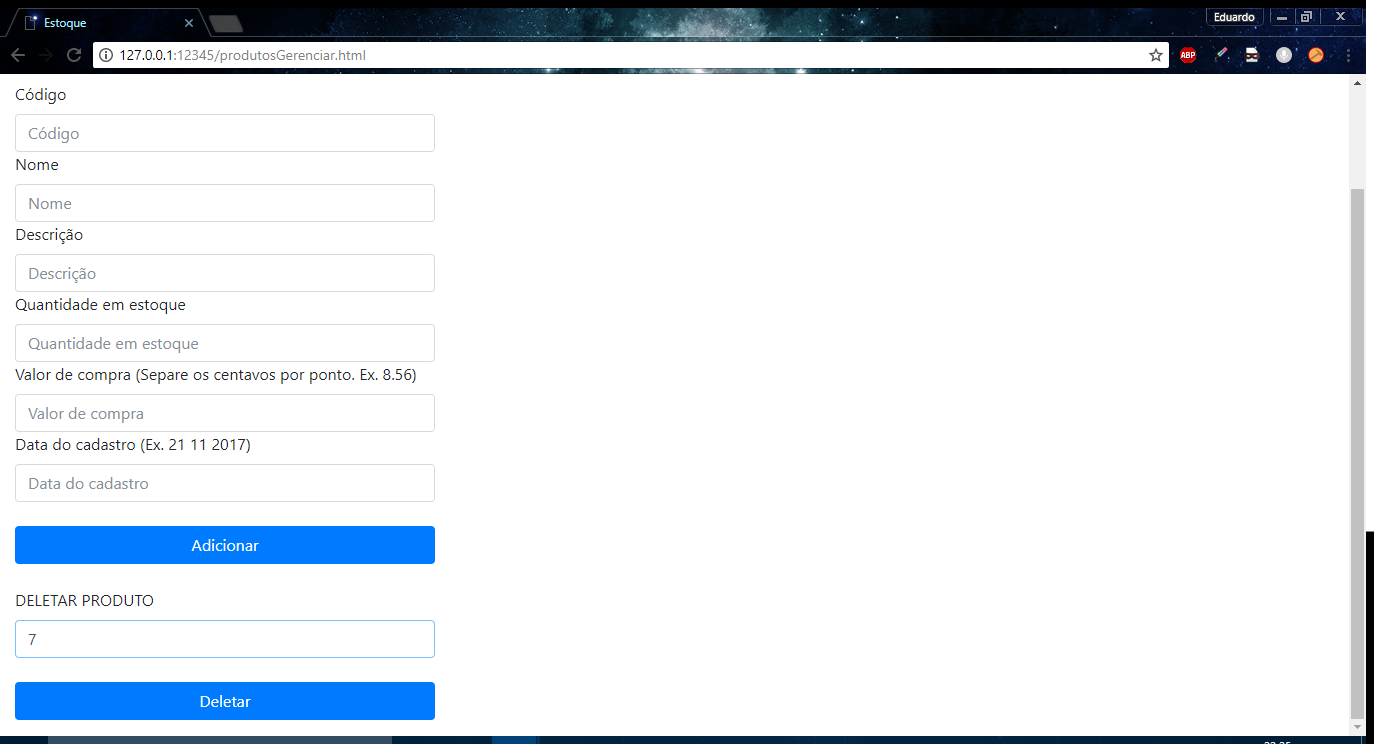 Estoque
Eduardo
127.0.0.1:12345/produtosGerenciar.html
ABP
Código
Código
Nome
Nome
Descrição
Descrição
Quantidade em estoque
Quantidade em estoque
Valor de compra (Separe os centavos por ponto. Ex. 8.56)
Valor de compra
Data do cadastro (Ex. 21 11 2017)
Data do cadastro
Adicionar
DELETAR PRODUTO
7
Deletar